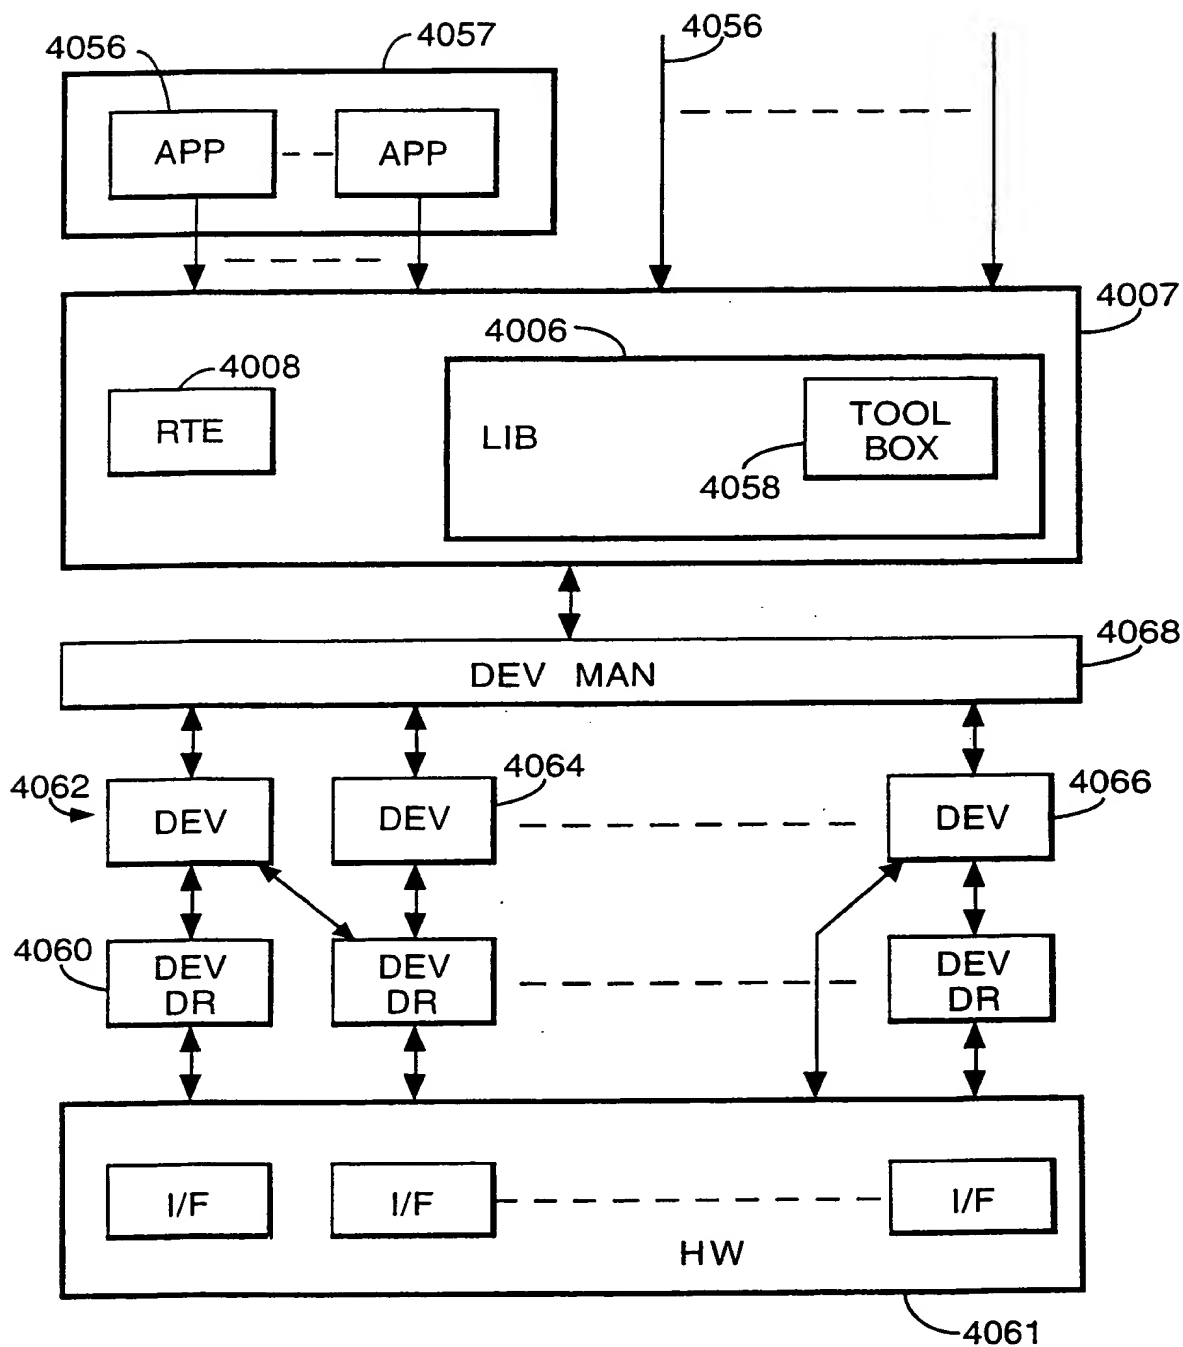 4056
4057
4056
APP
APP
4007
4006
4008
RTE
LIB
TOOL
BOX
4058
4068
DEV MAN
4062
4064
4066
DEV
DEV
DEV
4060
DEV
DR
DEV
DR
DEV
DR
I/F
I/F
I/F
HW
4061